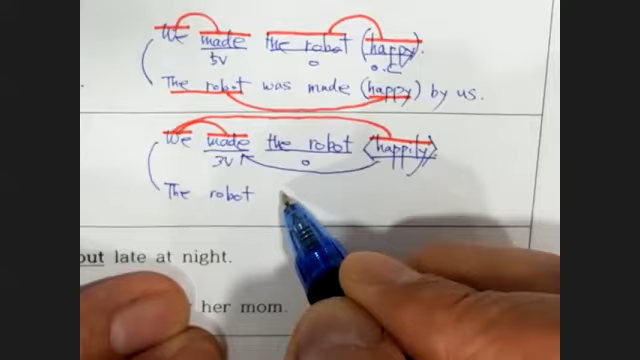 We made the robot (happy).
5V O O.C
The robot was made (happy) by us.
We made the robot <happily>.
3V O
The robot
out late at night.
her mom.